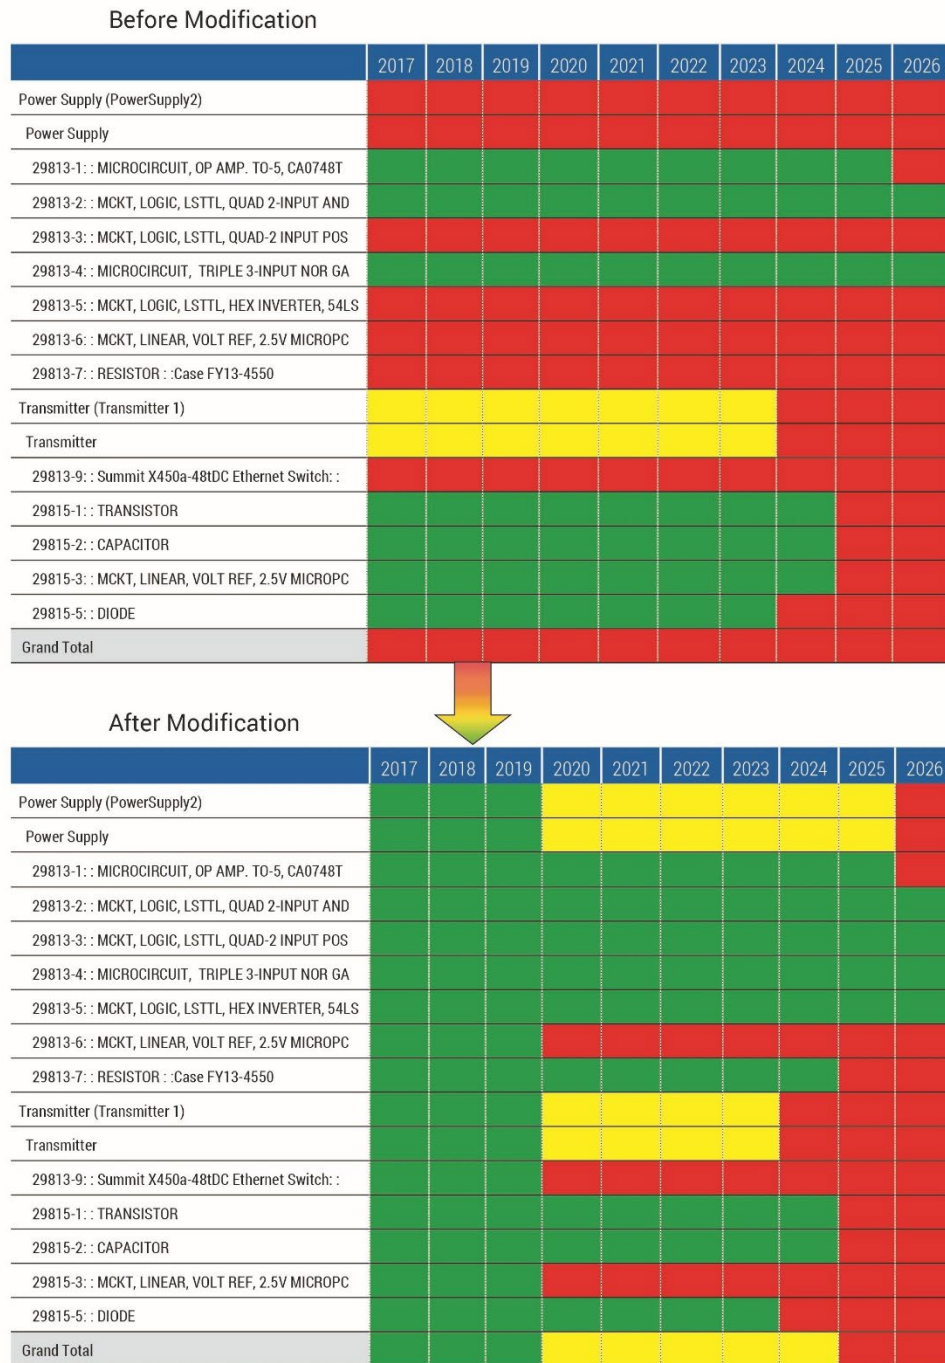 Before Modification
2017 2018 2019 2020 2021 2022 2023 2024 2025 2026
Power Supply (PowerSupply2)
Power Supply
29813-1: : MICROCIRCUIT, OP AMP. TO-5, CA0748T
29813-2: : MCKT, LOGIC, LSTTL, QUAD 2-INPUT AND
29813-3: : MCKT, LOGIC, LSTTL, QUAD-2 INPUT POS
29813-4: : MICROCIRCUIT, TRIPLE 3-INPUT NOR GA
29813-5: : MCKT, LOGIC, LSTTL, HEX INVERTER, 54LS
29813-6: : MCKT, LINEAR, VOLT REF, 2.5V MICROPC
29813-7: : RESISTOR : :Case FY13-4550
Transmitter (Transmitter 1)
Transmitter
29813-9: : Summit X450a-48tDC Ethernet Switch: :
29815-1: : TRANSISTOR
29815-2: : CAPACITOR
29815-3: : MCKT, LINEAR, VOLT REF, 2.5V MICROPC
29815-5: : DIODE
Grand Total
After Modification
2017 2018 2019 2020 2021 2022 2023 2024 2025 2026
Power Supply (PowerSupply2)
Power Supply
29813-1: : MICROCIRCUIT, OP AMP. TO-5, CA0748T
29813-2: : MCKT, LOGIC, LSTTL, QUAD 2-INPUT AND
29813-3: : MCKT, LOGIC, LSTTL, QUAD-2 INPUT POS
29813-4: : MICROCIRCUIT, TRIPLE 3-INPUT NOR GA
29813-5: : MCKT, LOGIC, LSTTL, HEX INVERTER, 54LS
29813-6: : MCKT, LINEAR, VOLT REF, 2.5V MICROPC
29813-7: : RESISTOR : :Case FY13-4550
Transmitter (Transmitter 1)
Transmitter
29813-9: : Summit X450a-48tDC Ethernet Switch: :
29815-1: : TRANSISTOR
29815-2: : CAPACITOR
29815-3: : MCKT, LINEAR, VOLT REF, 2.5V MICROPC
29815-5: : DIODE
Grand Total